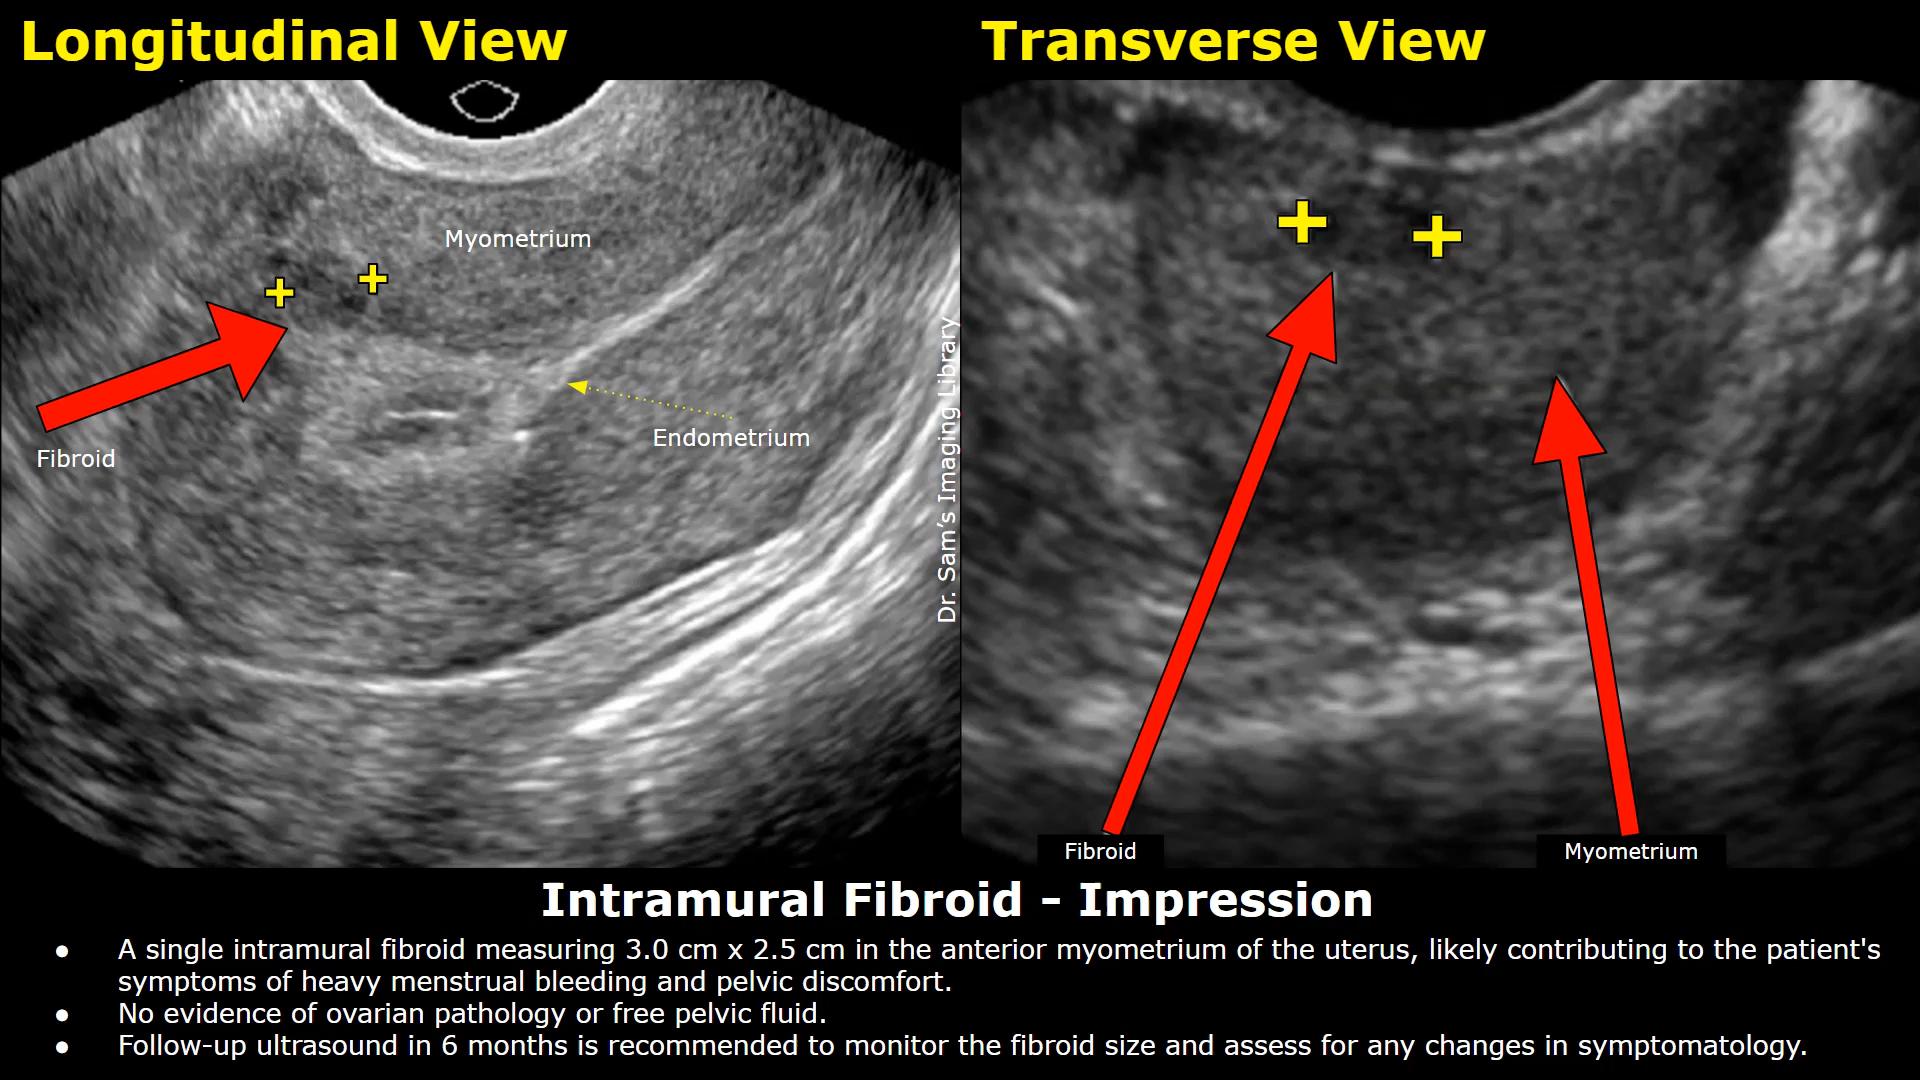 Longitudinal View
Transverse View
Myometrium
Endometrium
Fibroid
Dr. Sam's Imaging Library
Fibroid
Myometrium
Intramural Fibroid – Impression
● A single intramural fibroid measuring 3.0 cm x 2.5 cm in the anterior myometrium of the uterus, likely contributing to the patient's
symptoms of heavy menstrual bleeding and pelvic discomfort.
● No evidence of ovarian pathology or free pelvic fluid.
● Follow-up ultrasound in 6 months is recommended to monitor the fibroid size and assess for any changes in symptomatology.